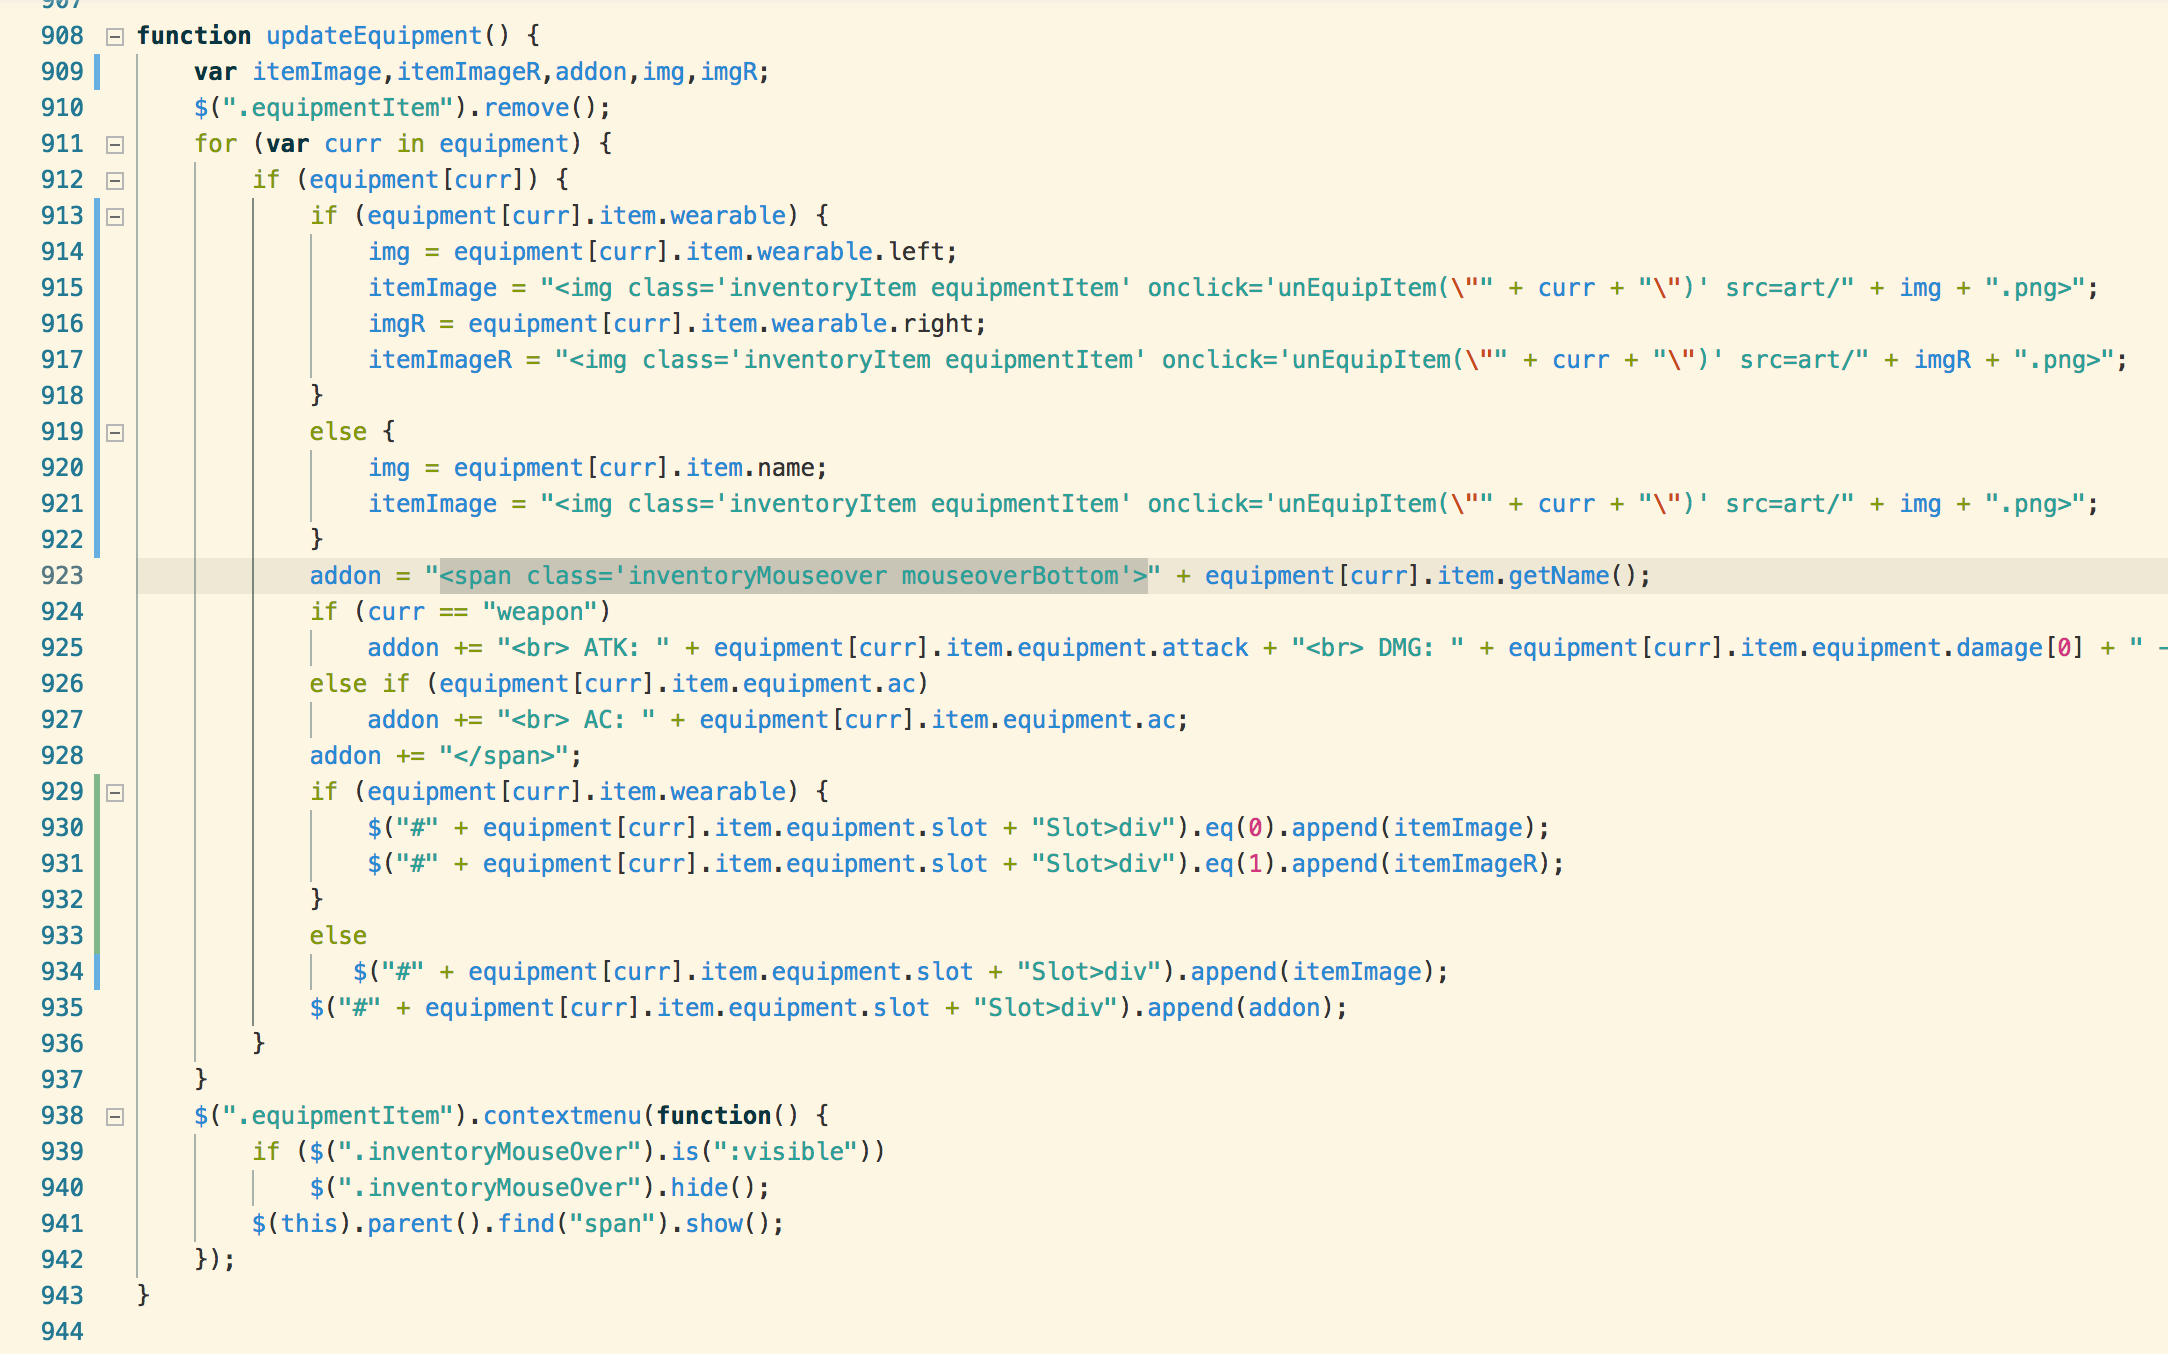 907
908 function updateEquipment() {
909 var itemImage,itemImageR,addon,img,imgR;
910 $(".equipmentItem").remove();
911 for (var curr in equipment) {
912 if (equipment[curr]) {
913 if (equipment[curr].item.wearable) {
914 img = equipment[curr].item.wearable.left;
915 itemImage = "<img class='inventoryItem equipmentItem' onclick='unEquipItem(\"" + curr + "\")' src=art/" + img + ".png>";
916 imgR = equipment[curr].item.wearable.right;
917 itemImageR = "<img class='inventoryItem equipmentItem' onclick='unEquipItem(\"" + curr + "\")' src=art/" + imgR + ".png>";
918 }
919 else {
920 img = equipment[curr].item.name;
921 itemImage = "<img class='inventoryItem equipmentItem' onclick='unEquipItem(\"" + curr + "\")' src=art/" + img + ".png>";
922 }
923 addon = "<span class='inventoryMouseover mouseoverBottom'>" + equipment[curr].item.getName();
924 if (curr == "weapon")
925 addon += "<br> ATK: " + equipment[curr].item.equipment.attack + "<br> DMG: " + equipment[curr].item.equipment.damage[0] + " -
926 else if (equipment[curr].item.equipment.ac)
927 addon += "<br> AC: " + equipment[curr].item.equipment.ac;
928 addon += "</span>";
929 if (equipment[curr].item.wearable) {
930 $("#" + equipment[curr].item.equipment.slot + "Slot>div").eq(0).append(itemImage);
931 $("#" + equipment[curr].item.equipment.slot + "Slot>div").eq(1).append(itemImageR);
932 }
933 else
934 $("#" + equipment[curr].item.equipment.slot + "Slot>div").append(itemImage);
935 $("#" + equipment[curr].item.equipment.slot + "Slot>div").append(addon);
936 }
937 }
938 $(".equipmentItem").contextmenu(function() {
939 if ($(".inventoryMouseOver").is(":visible"))
940 $(".inventoryMouseOver").hide();
941 $(this).parent().find("span").show();
942 });
943 }
944